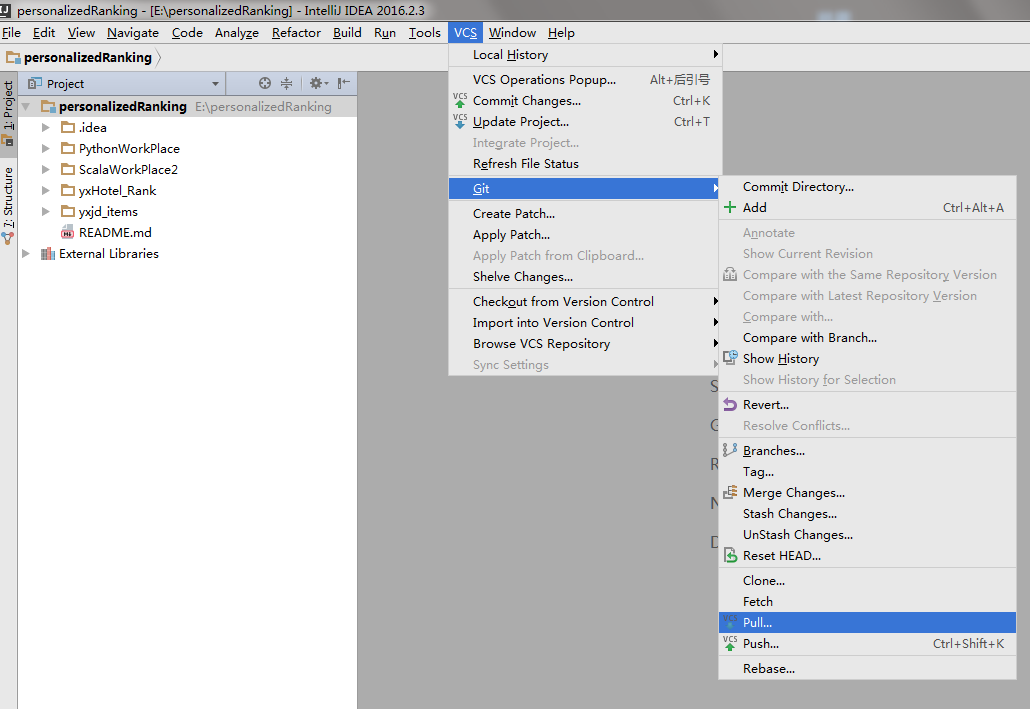 personalizedRanking - [E:\personalizedRanking] - IntelliJ IDEA 2016.2.3
File Edit View Navigate Code Analyze Refactor Build Run Tools VCS Window Help
personalizedRanking
1: Project
7: Structure
Project
personalizedRanking E:\personalizedRanking
.idea
PythonWorkPlace
ScalaWorkPlace2
yxHotel_Rank
yxjd_items
README.md
External Libraries
Local History
VCS Operations Popup... Alt+后引号
VCS Commit Changes... Ctrl+K
VCS Update Project... Ctrl+T
Integrate Project...
Refresh File Status
Git
Create Patch...
Apply Patch...
Apply Patch from Clipboard...
Shelve Changes...
Checkout from Version Control
Import into Version Control
Browse VCS Repository
Sync Settings
Commit Directory...
Add Ctrl+Alt+A
Annotate
Show Current Revision
Compare with the Same Repository Version
Compare with Latest Repository Version
Compare with...
Compare with Branch...
Show History
Show History for Selection
Revert...
Resolve Conflicts...
Branches...
Tag...
Merge Changes...
Stash Changes...
UnStash Changes...
Reset HEAD...
Clone...
Fetch
VCS Pull...
VCS Push... Ctrl+Shift+K
Rebase...